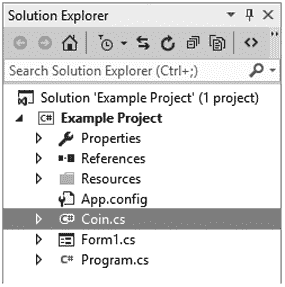 Solution Explorer
Search Solution Explorer (Ctrl+;)
Solution 'Example Project' (1 project)
C# Example Project
Properties
References
Resources
App.config
C# Coin.cs
Form1.cs
C# Program.cs